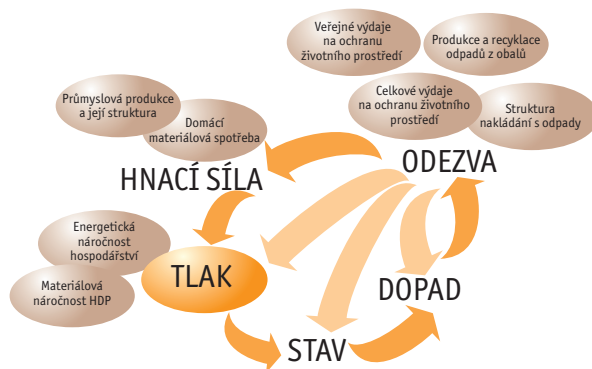 Veřejné výdaje
na ochranu
životního prostředí
Produkce a recyklace
odpadů z obalů
Průmyslová produkce
a její struktura
Domácí
materiálová spotřeba
Celkové výdaje
na ochranu životního
prostředí
Struktura
nakládání s odpady
HNACÍ SÍLA
ODEZVA
Energetická
náročnost
hospodářství
Materiálová
náročnost HDP
TLAK
DOPAD
STAV